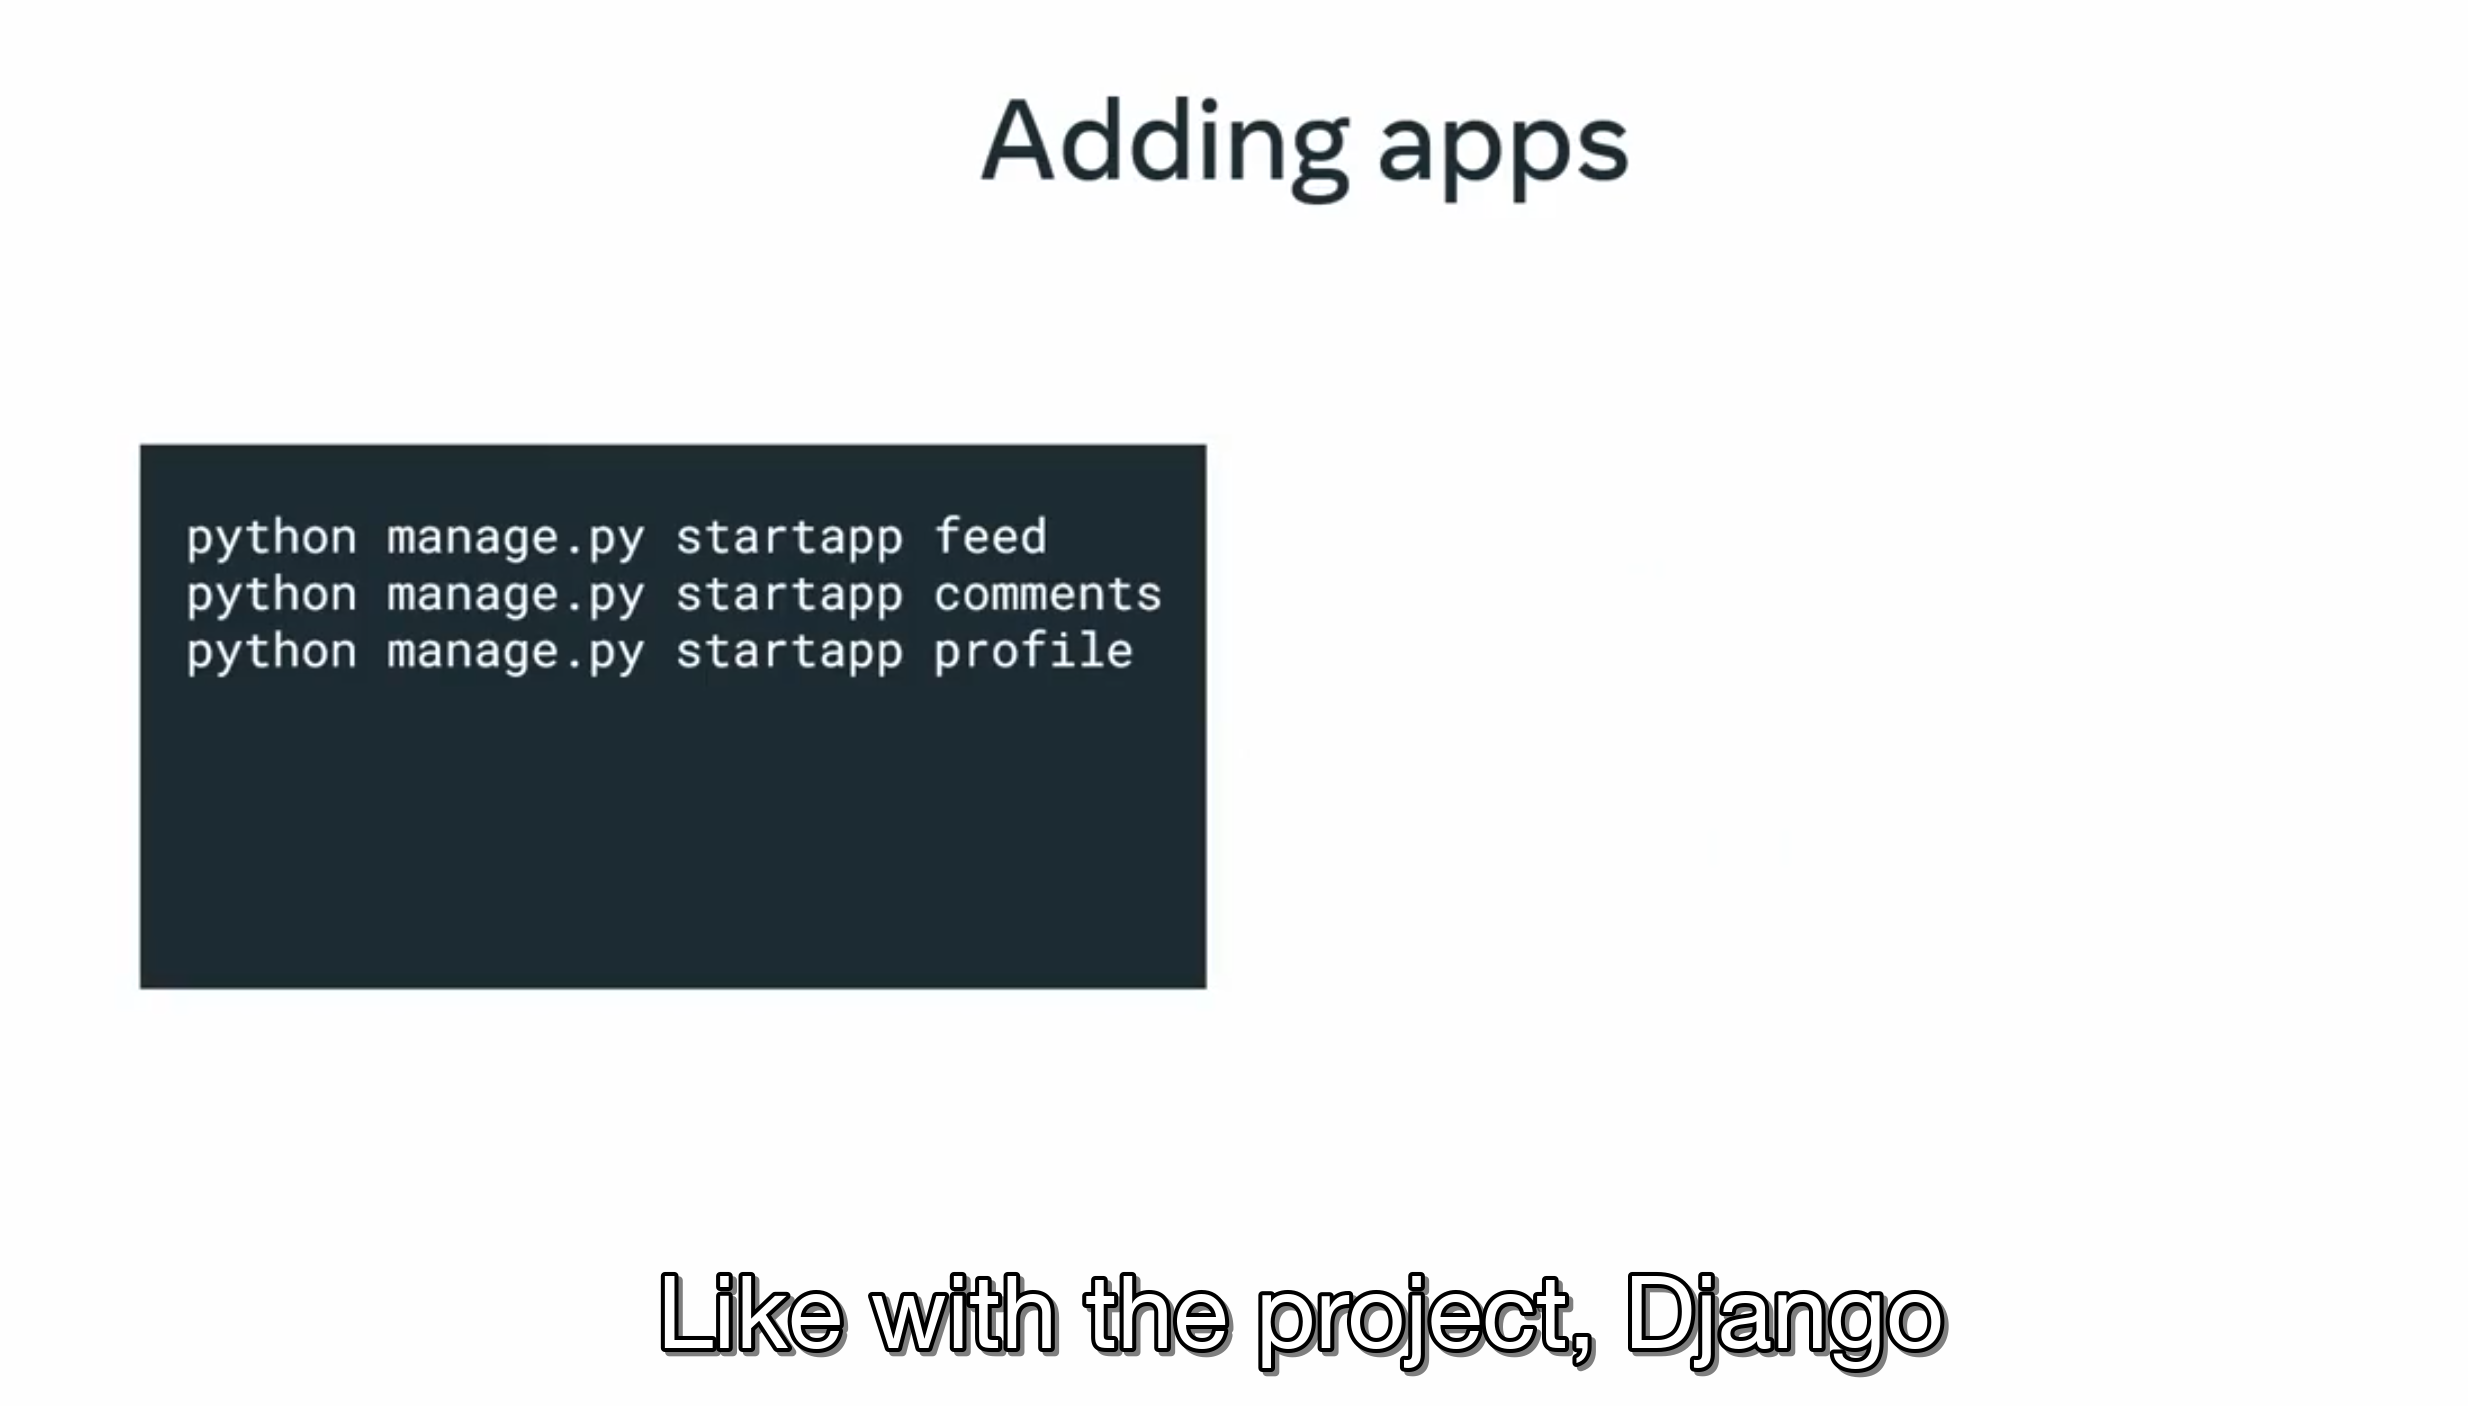 Adding apps
python manage.py startapp feed
python manage.py startapp comments
python manage.py startapp profile
Like with the project, Django